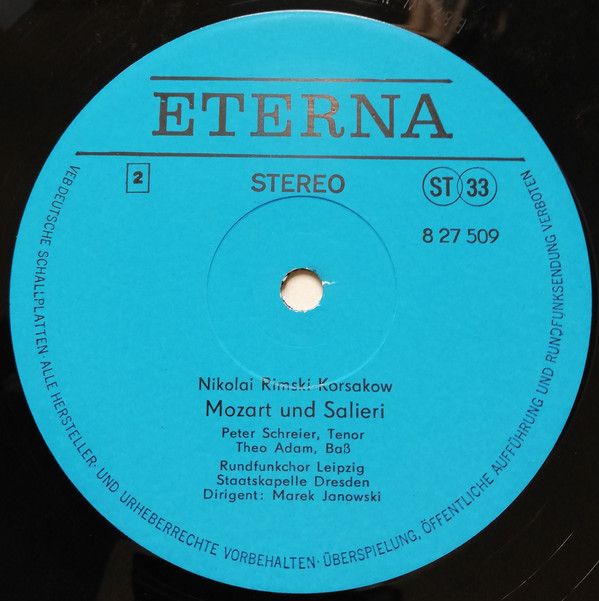 ETERNA
2
STEREO
ST 33
8 27 509
Nikolai Rimski-Korsakow
Mozart und Salieri
Peter Schreier, Tenor
Theo Adam, Baß
Rundfunkchor Leipzig
Staatskapelle Dresden
Dirigent: Marek Janowski
VEB DEUTSCHE SCHALLPLATTEN · ALLE HERSTELLER- UND URHEBERRECHTE VORBEHALTEN · ÜBERSPIELUNG, ÖFFENTLICHE AUFFÜHRUNG UND RUNDFUNKSENDUNG VERBOTEN